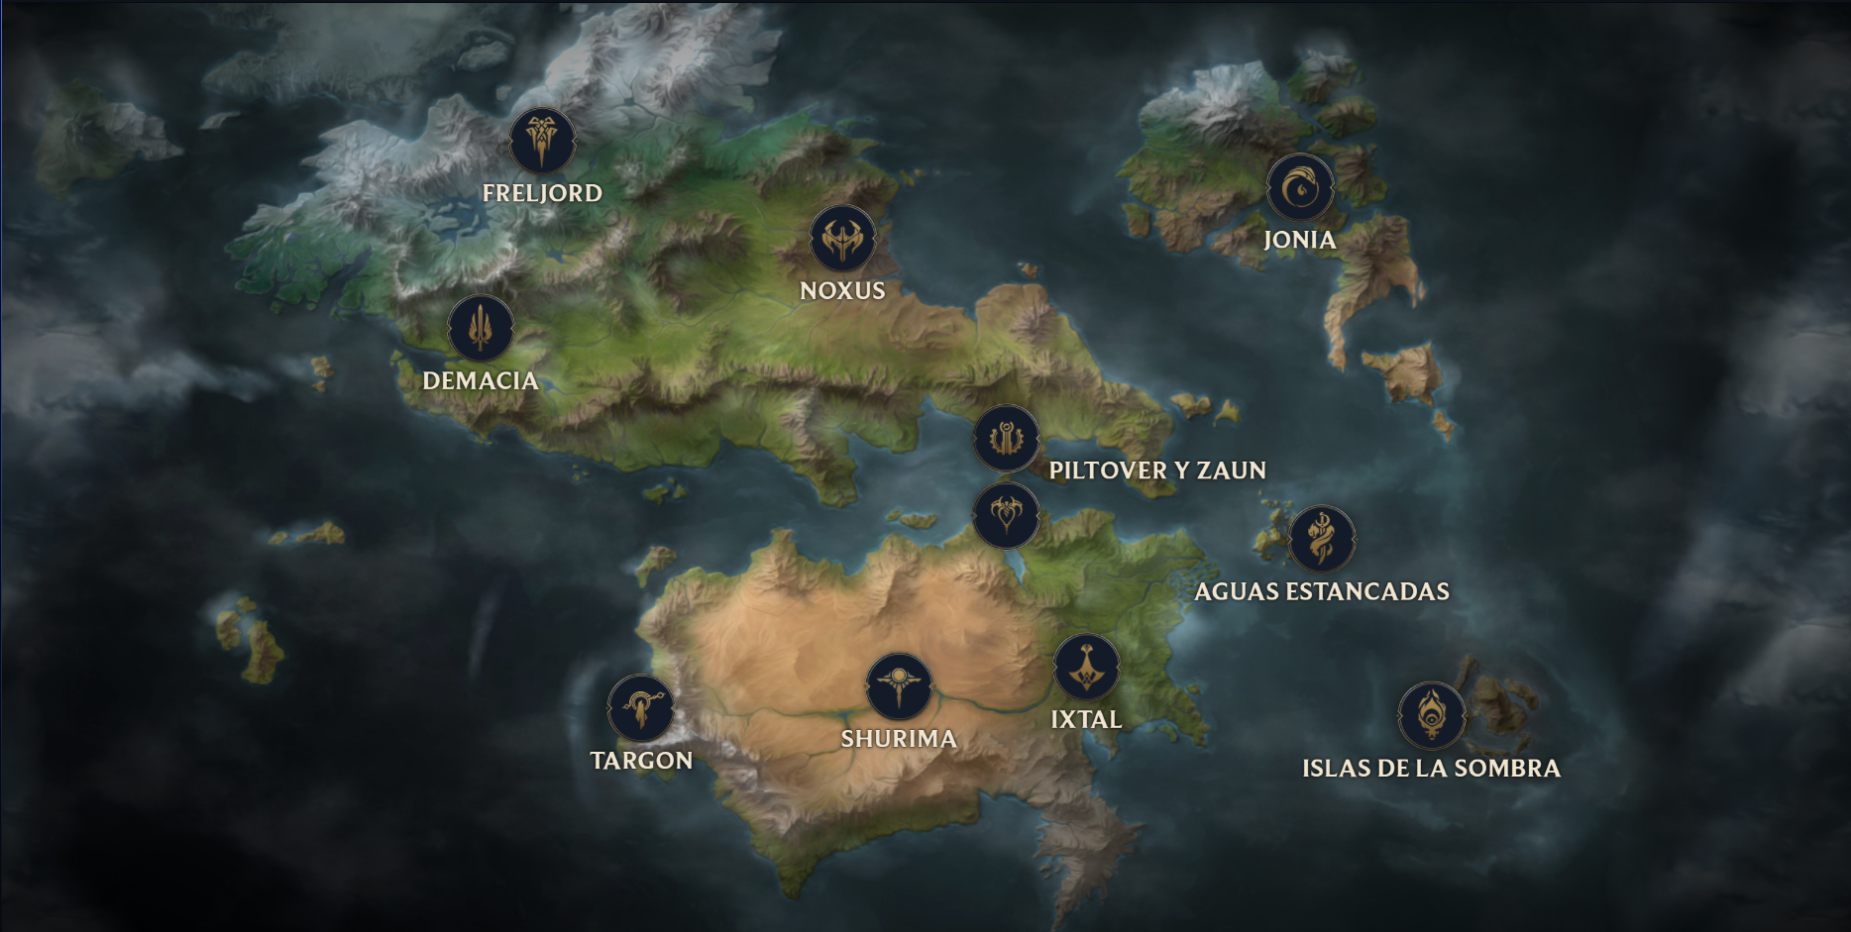 FRELJORD
JONIA
NOXUS
DEMACIA
PILTOVER Y ZAUN
AGUAS ESTANCADAS
IXTAL
SHURIMA
TARGON
ISLAS DE LA SOMBRA